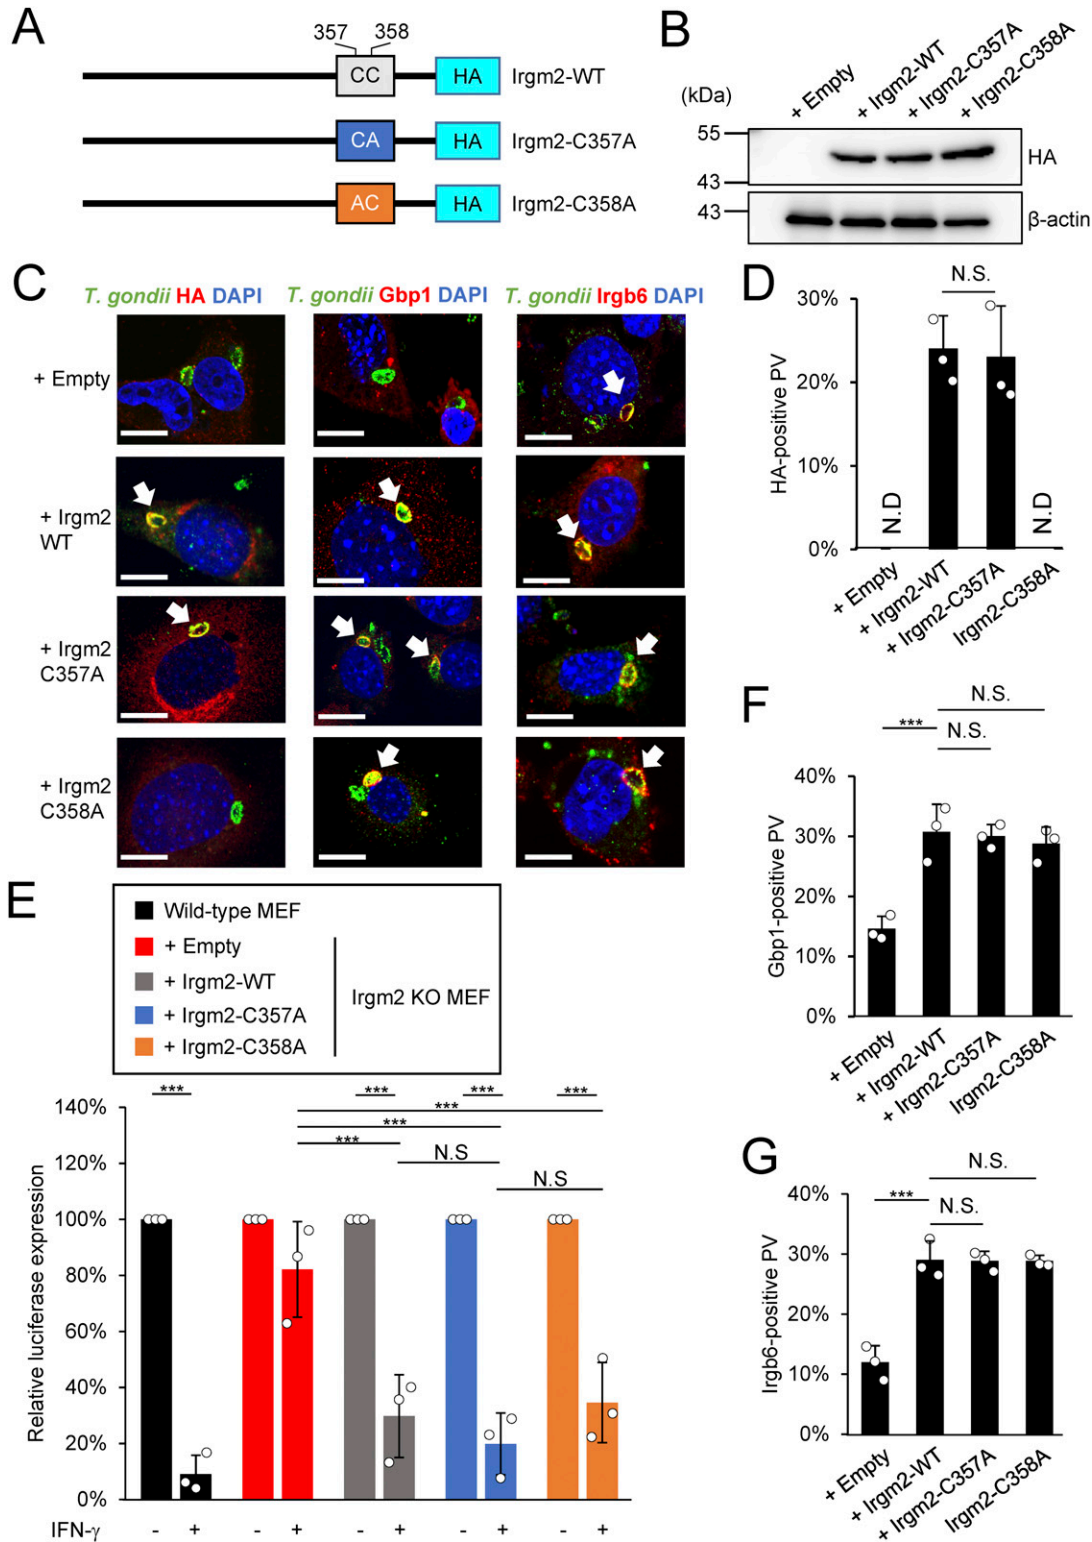 A
357 358
CC HA Irgm2-WT
CA HA Irgm2-C357A
AC HA Irgm2-C358A
B
(kDa)
+ Empty
+ Irgm2-WT
+ Irgm2-C357A
+ Irgm2-C358A
55
43
HA
43
β-actin
C
T. gondii HA DAPI
T. gondii Gbp1 DAPI
T. gondii Irgb6 DAPI
+ Empty
+ Irgm2
WT
+ Irgm2
C357A
+ Irgm2
C358A
D
N.S.
30%
20%
10%
0%
HA-positive PV
N.D
N.D
+ Empty
+ Irgm2-WT
+ Irgm2-C357A
Irgm2-C358A
E
Wild-type MEF
+ Empty
+ Irgm2-WT
+ Irgm2-C357A
+ Irgm2-C358A
Irgm2 KO MEF
*** *** *** ***
***
***
***
N.S
N.S
140%
120%
100%
80%
60%
40%
20%
0%
Relative luciferase expression
IFN-γ - + - + - + - + - +
F
N.S.
*** N.S.
40%
30%
20%
10%
0%
Gbp1-positive PV
+ Empty
+ Irgm2-WT
+ Irgm2-C357A
Irgm2-C358A
G
N.S.
*** N.S.
40%
30%
20%
10%
0%
Irgb6-positive PV
+ Empty
+ Irgm2-WT
+ Irgm2-C357A
Irgm2-C358A